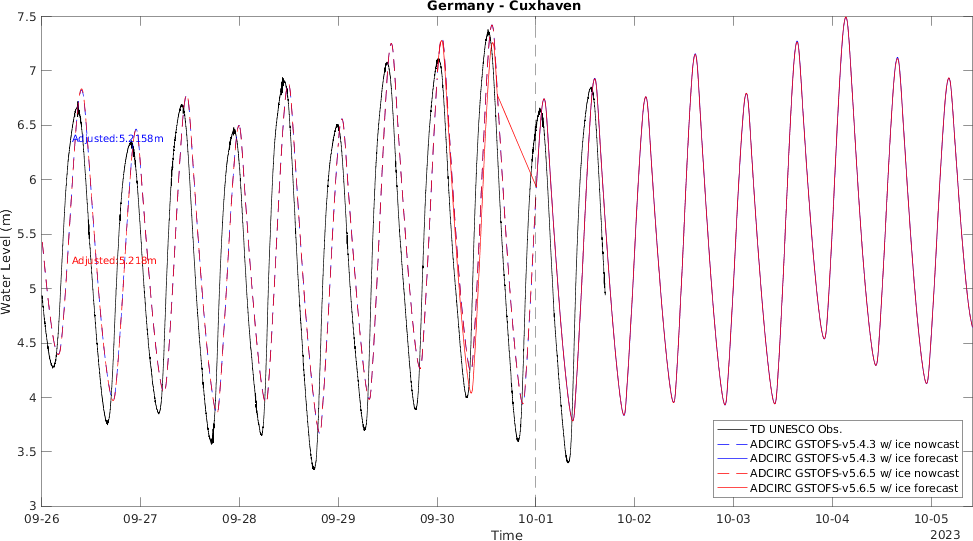 Germany - Cuxhaven
7.5
7
6.5
6
5.5
5
4.5
4
3.5
3
Water Level (m)
Adjusted:5.2158m
Adjusted:5.218m
TD UNESCO Obs.
ADCIRC GSTOFS-v5.4.3 w/ ice nowcast
ADCIRC GSTOFS-v5.4.3 w/ ice forecast
ADCIRC GSTOFS-v5.6.5 w/ ice nowcast
ADCIRC GSTOFS-v5.6.5 w/ ice forecast
09-26 09-27 09-28 09-29 09-30 10-01 10-02 10-03 10-04 10-05
Time
2023